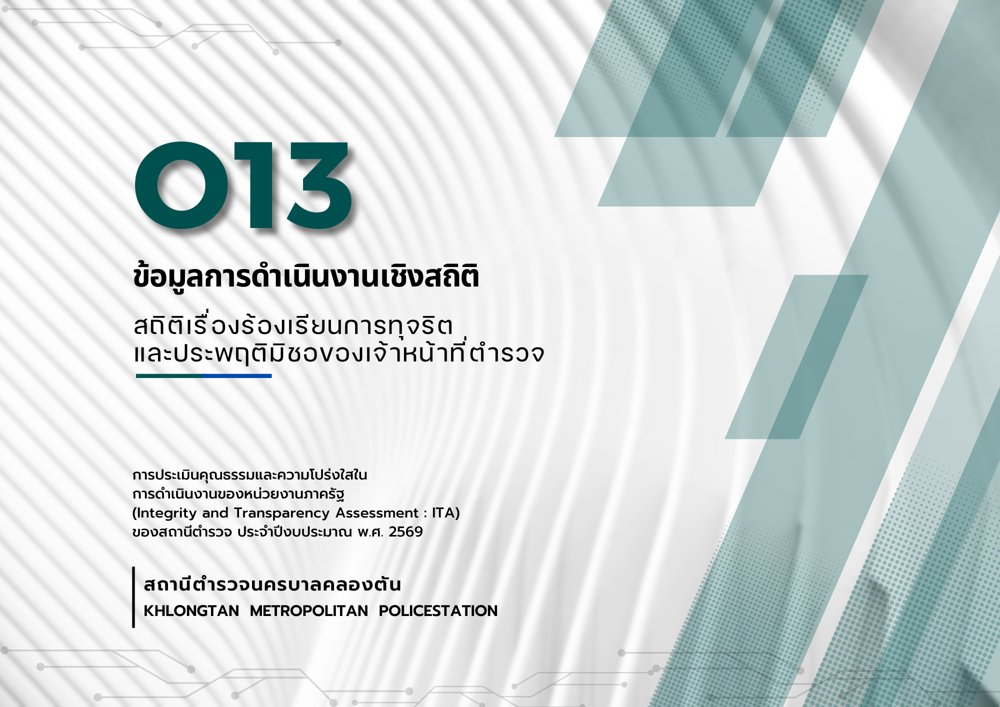 O13
ข้อมูลการดำเนินงานเชิงสถิติ
สถิติเรื่องร้องเรียนการทุจริต
และประพฤติมิชอบของเจ้าหน้าที่ตำรวจ
การประเมินคุณธรรมและความโปร่งใสใน
การดำเนินงานของหน่วยงานภาครัฐ
(Integrity and Transparency Assessment : ITA)
ของสถานีตำรวจ ประจำปีงบประมาณ พ.ศ. 2569
สถานีตำรวจนครบาลคลองตัน
KHLONGTAN METROPOLITAN POLICESTATION